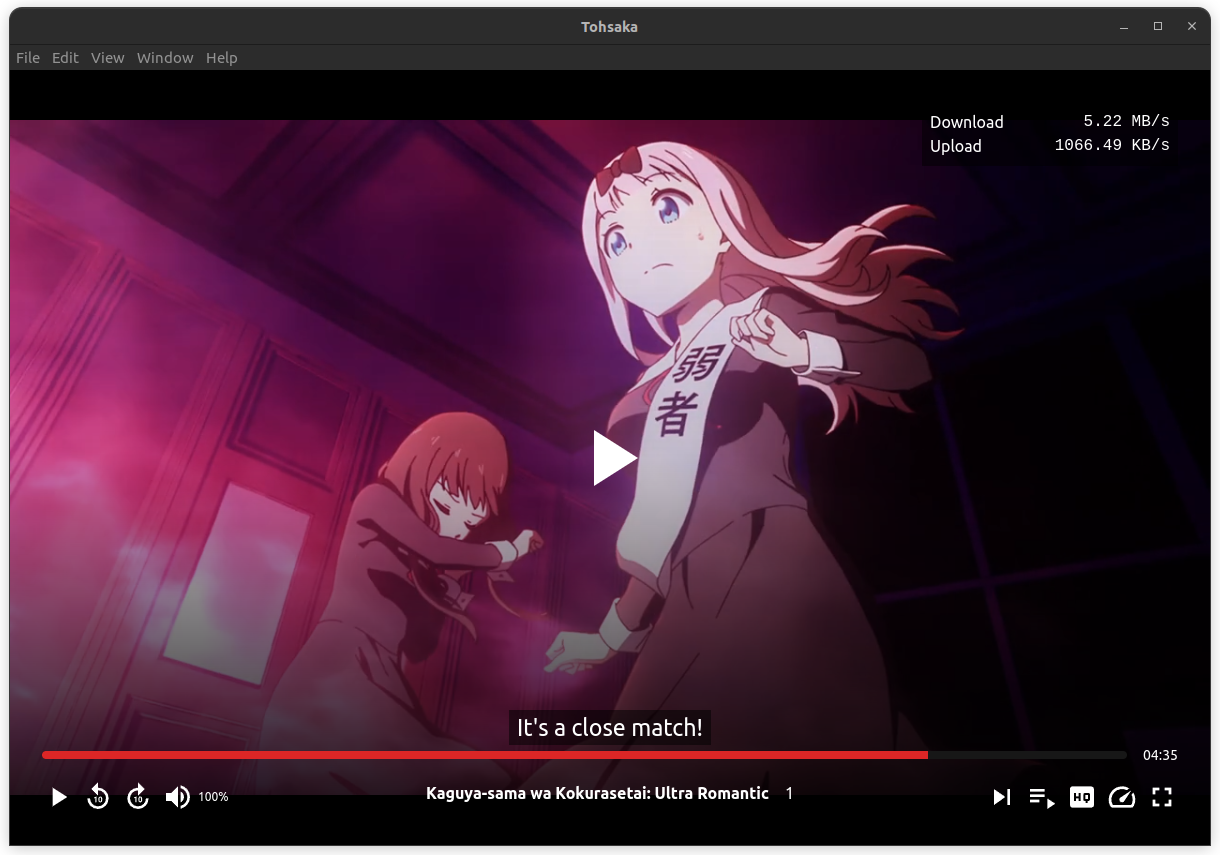 Tohsaka
File Edit View Window Help
Download 5.22 MB/s
Upload 1066.49 KB/s
弱者
It's a close match!
04:35
10 10 100% Kaguya-sama wa Kokurasetai: Ultra Romantic 1 HQ